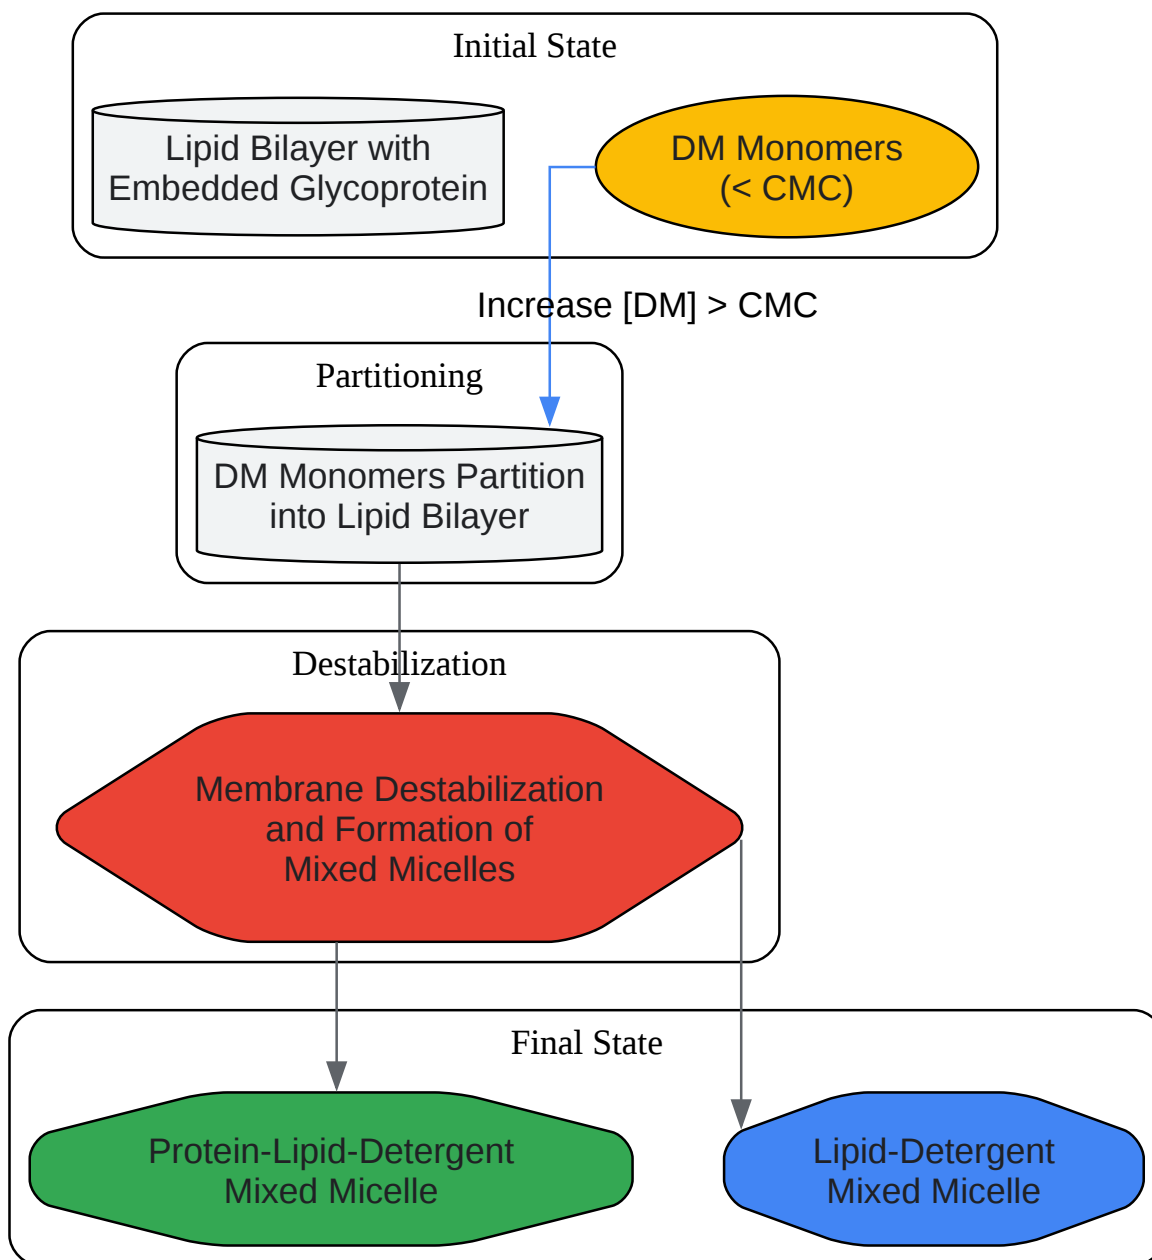 Initial State
Lipid Bilayer with
Embedded Glycoprotein
DM Monomers
(< CMC)
Increase [DM] > CMC
Partitioning
DM Monomers Partition
into Lipid Bilayer
Destabilization
Membrane Destabilization
and Formation of
Mixed Micelles
Final State
Protein-Lipid-Detergent
Mixed Micelle
Lipid-Detergent
Mixed Micelle